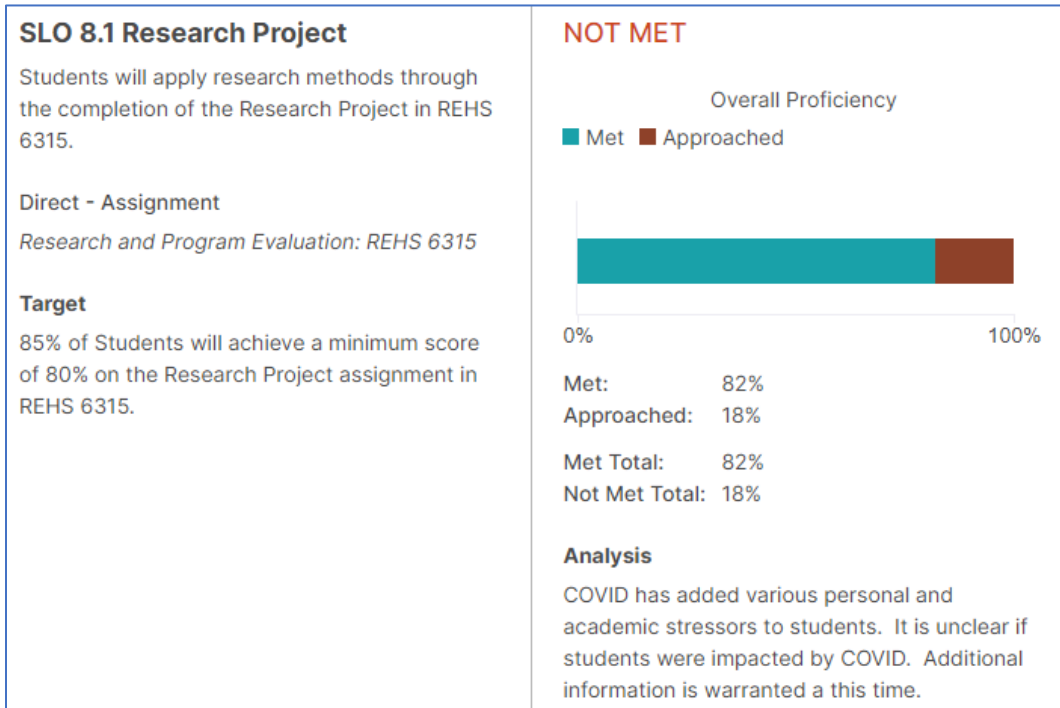 SLO 8.1 Research Project
Students will apply research methods through
the completion of the Research Project in REHS
6315.
Direct - Assignment
Research and Program Evaluation: REHS 6315
Target
85% of Students will achieve a minimum score
of 80% on the Research Project assignment in
REHS 6315.
NOT MET
Overall Proficiency
Met Approached
0% 100%
Met: 82%
Approached: 18%
Met Total: 82%
Not Met Total: 18%
Analysis
COVID has added various personal and
academic stressors to students.  It is unclear if
students were impacted by COVID.  Additional
information is warranted a this time.